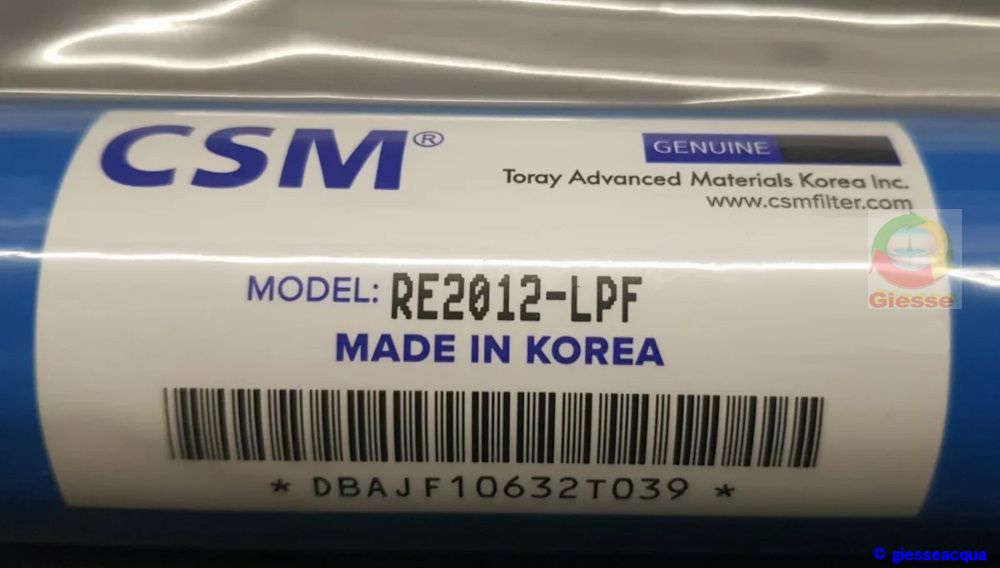 CSM®
GENUINE
Toray Advanced Materials Korea Inc.
www.csmfilter.com
Giesse
MODEL: RE2012-LPF
MADE IN KOREA
* DBAJF10632T039 *
© giesseacqua